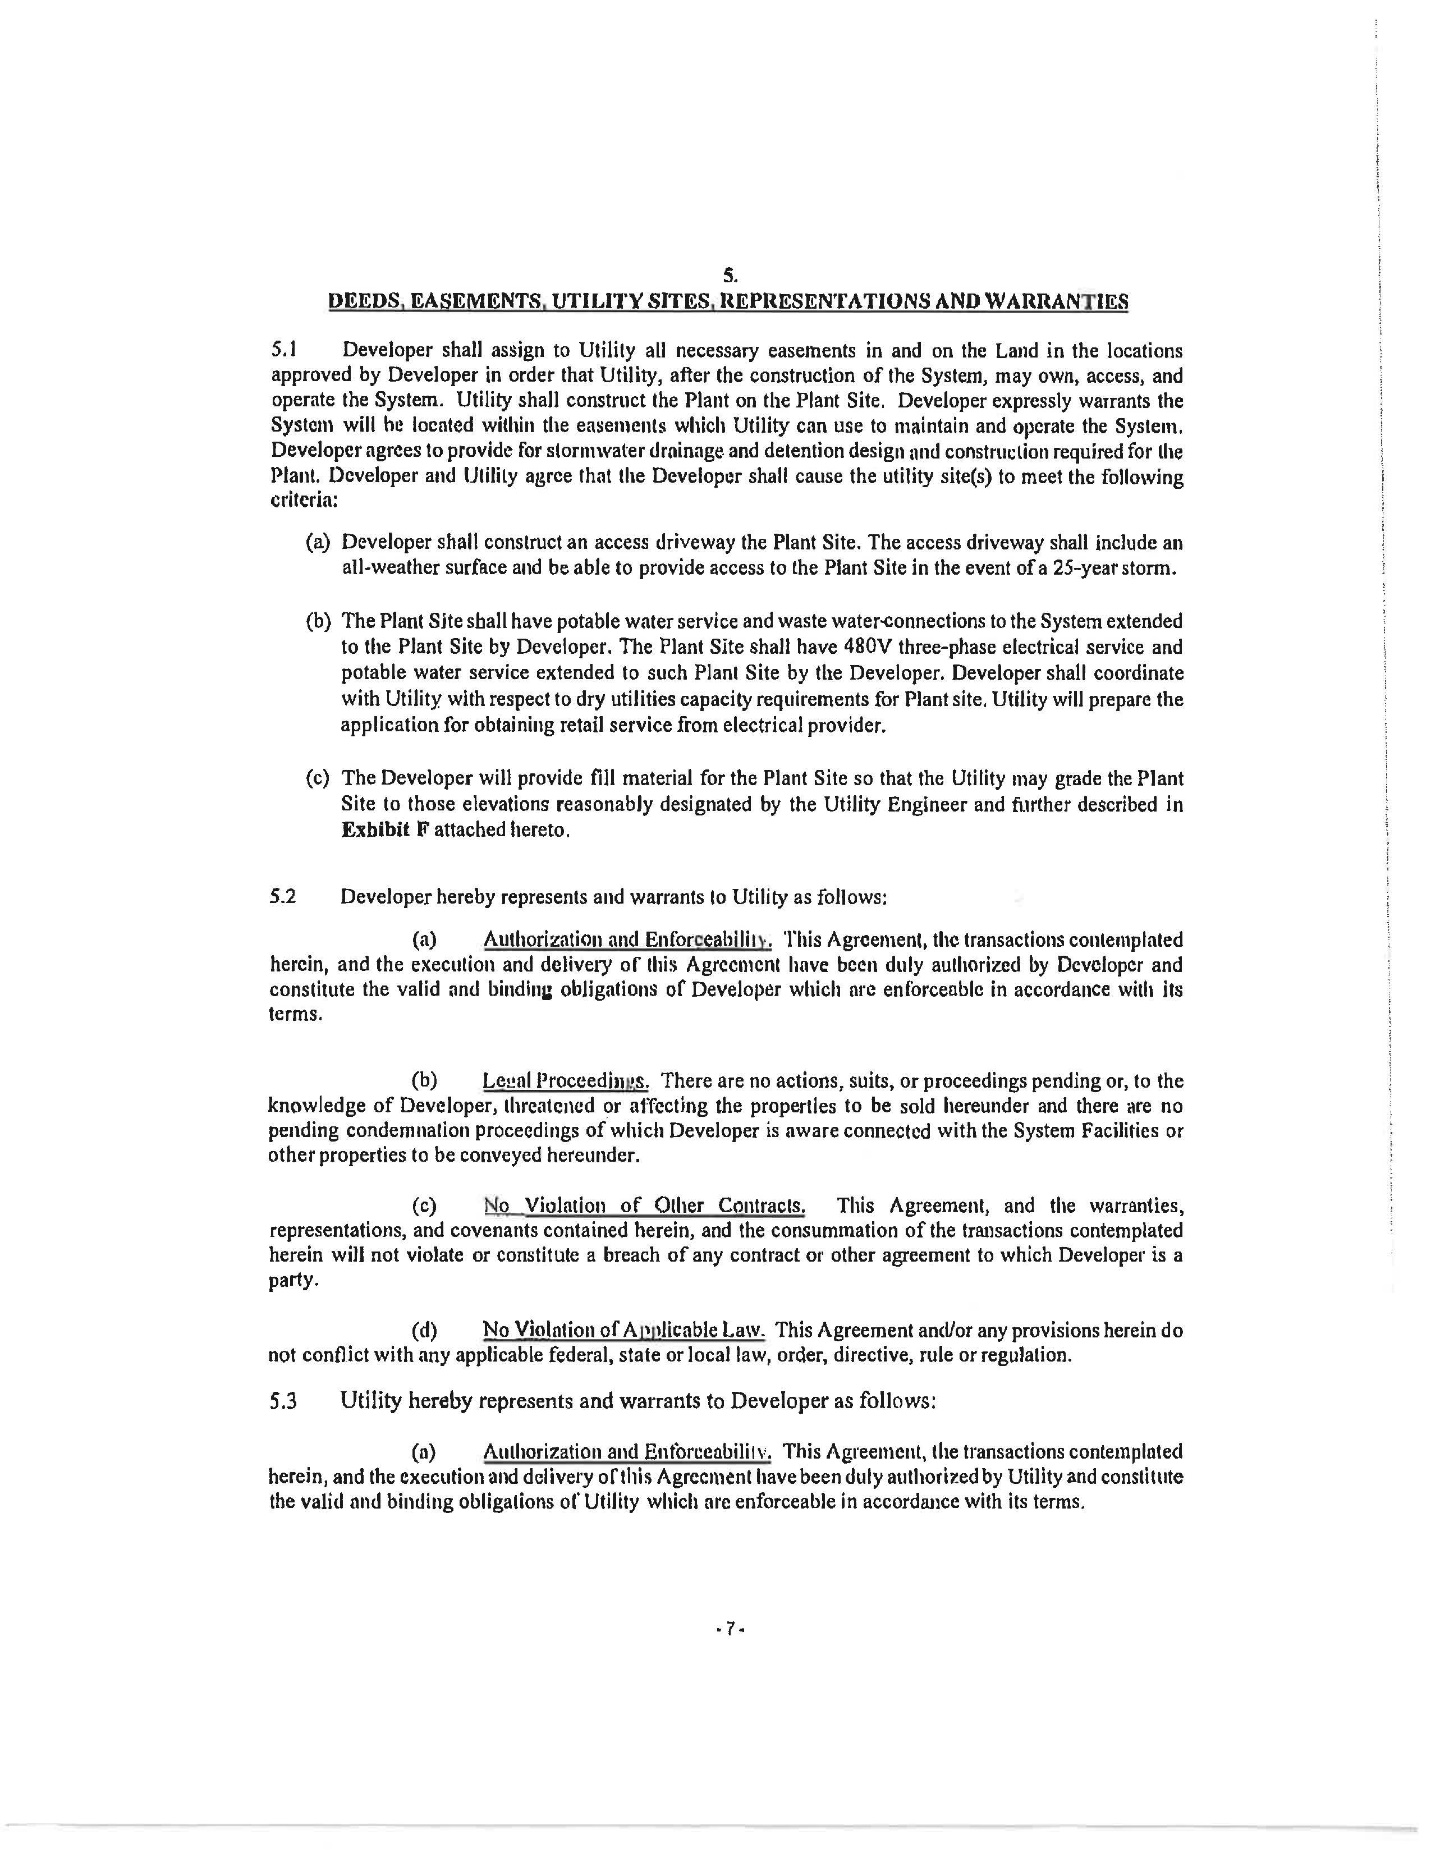 5.
DEEDS, EASEMENTS, UTILITY SITES, REPRESENTATIONS AND WARRANTIES
5.1 Developer shall assign to Utility all necessary easements in and on the Land in the locations
approved by Developer in order that Utility, after the construction of the System, may own, access, and
operate the System. Utility shall construct the Plant on the Plant Site. Developer expressly warrants the
System will be located within the easements which Utility can use to maintain and operate the System.
Developer agrees to provide for stormwater drainage and detention design and construction required for the
Plant. Developer and Utility agree that the Developer shall cause the utility site(s) to meet the following
criteria:
(a) Developer shall construct an access driveway the Plant Site. The access driveway shall include an
all-weather surface and be able to provide access to the Plant Site in the event of a 25-year storm.
(b) The Plant Site shall have potable water service and waste water-connections to the System extended
to the Plant Site by Developer. The Plant Site shall have 480V three-phase electrical service and
potable water service extended to such Plant Site by the Developer. Developer shall coordinate
with Utility with respect to dry utilities capacity requirements for Plant site. Utility will prepare the
application for obtaining retail service from electrical provider.
(c) The Developer will provide fill material for the Plant Site so that the Utility may grade the Plant
Site to those elevations reasonably designated by the Utility Engineer and further described in
Exhibit F attached hereto.
5.2 Developer hereby represents and warrants to Utility as follows:
(a) Authorization and Enforceability. This Agreement, the transactions contemplated
herein, and the execution and delivery of this Agreement have been duly authorized by Developer and
constitute the valid and binding obligations of Developer which are enforceable in accordance with its
terms.
(b) Legal Proceedings. There are no actions, suits, or proceedings pending or, to the
knowledge of Developer, threatened or affecting the properties to be sold hereunder and there are no
pending condemnation proceedings of which Developer is aware connected with the System Facilities or
other properties to be conveyed hereunder.
(c) No Violation of Other Contracts. This Agreement, and the warranties,
representations, and covenants contained herein, and the consummation of the transactions contemplated
herein will not violate or constitute a breach of any contract or other agreement to which Developer is a
party.
(d) No Violation of Applicable Law. This Agreement and/or any provisions herein do
not conflict with any applicable federal, state or local law, order, directive, rule or regulation.
5.3 Utility hereby represents and warrants to Developer as follows:
(a) Authorization and Enforceability. This Agreement, the transactions contemplated
herein, and the execution and delivery of this Agreement have been duly authorized by Utility and constitute
the valid and binding obligations of Utility which are enforceable in accordance with its terms.
- 7 -